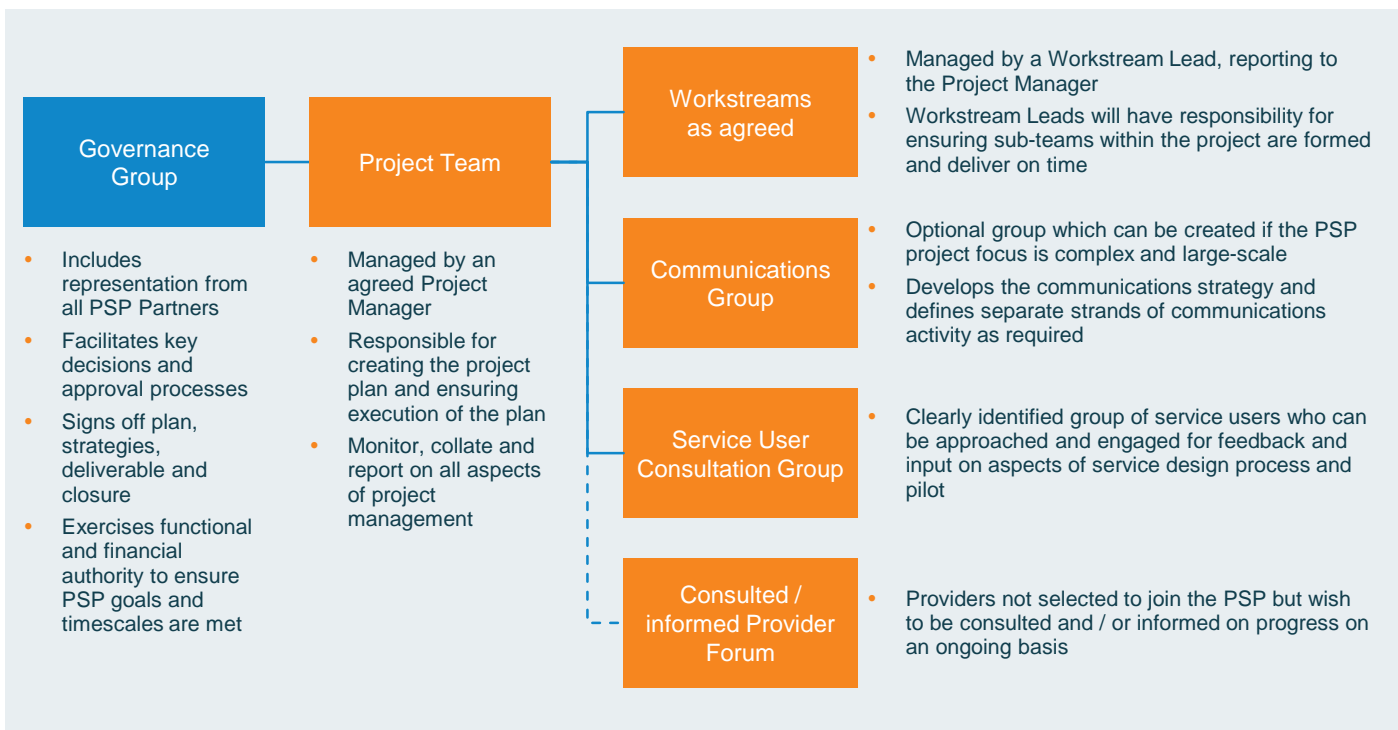 Governance
Group
• Includes
representation from
all PSP Partners
• Facilitates key
decisions and
approval processes
• Signs off plan,
strategies,
deliverable and
closure
• Exercises functional
and financial
authority to ensure
PSP goals and
timescales are met
Project Team
• Managed by an
agreed Project
Manager
• Responsible for
creating the project
plan and ensuring
execution of the plan
• Monitor, collate and
report on all aspects
of project
management
Workstreams
as agreed
• Managed by a Workstream Lead, reporting to
the Project Manager
• Workstream Leads will have responsibility for
ensuring sub-teams within the project are formed
and deliver on time
Communications
Group
• Optional group which can be created if the PSP
project focus is complex and large-scale
• Develops the communications strategy and
defines separate strands of communications
activity as required
Service User
Consultation Group
• Clearly identified group of service users who can
be approached and engaged for feedback and
input on aspects of service design process and
pilot
Consulted /
informed Provider
Forum
• Providers not selected to join the PSP but wish
to be consulted and / or informed on progress on
an ongoing basis